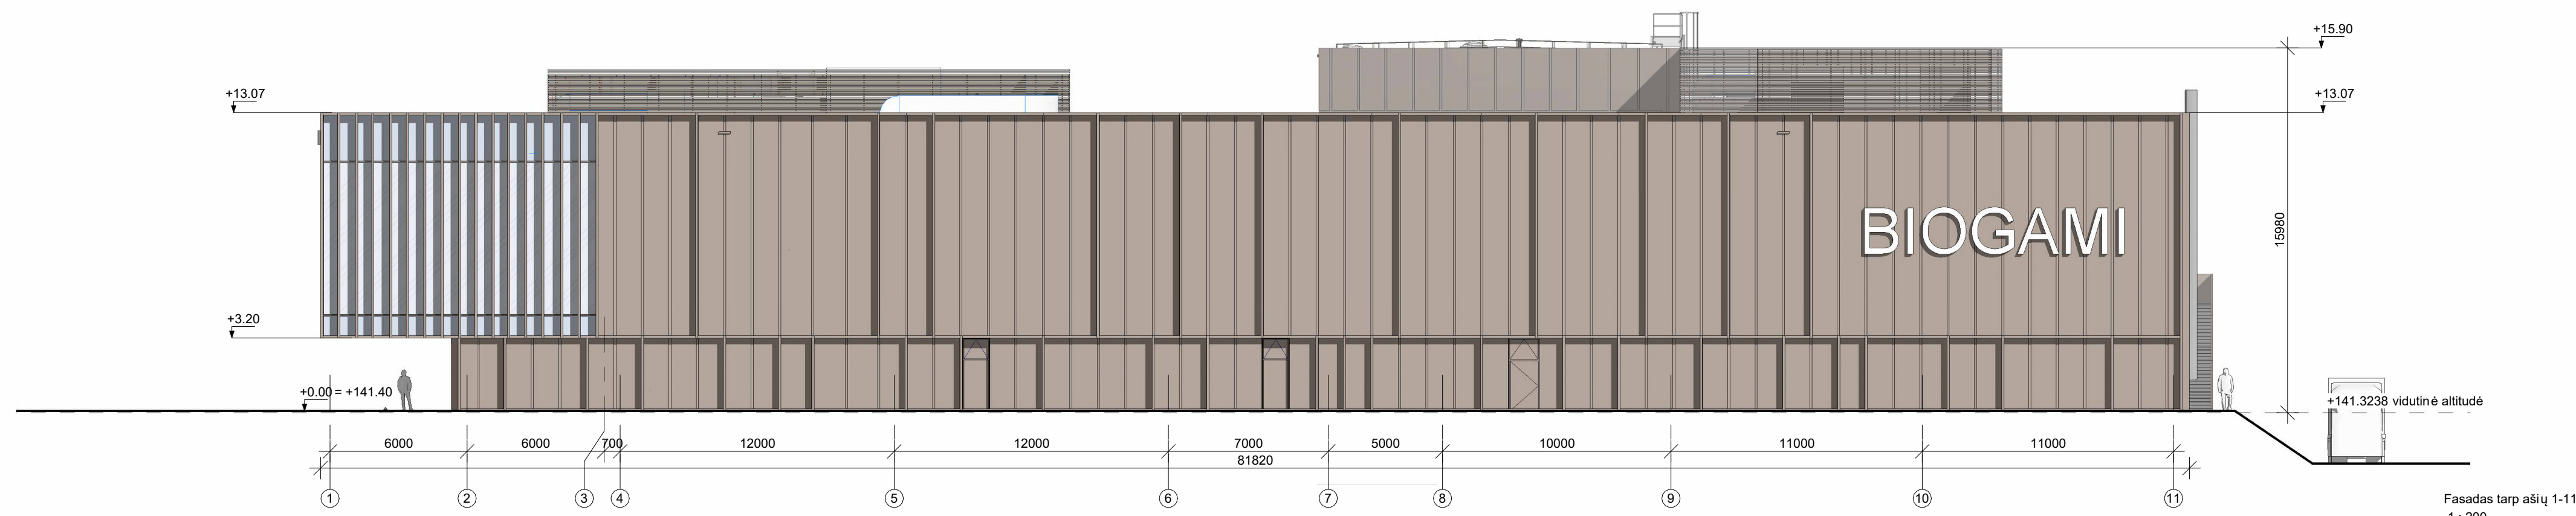 +15.90
+13.07
+13.07
BIOGAMI
15980
+3.20
+0.00 = +141.40
+141.3238 vidutinė altitudė
6000 6000 700 12000 12000 7000 5000 10000 11000 11000
81820
1 2 3 4 5 6 7 8 9 10 11
Fasadas tarp ašių 1-11
1 : 200